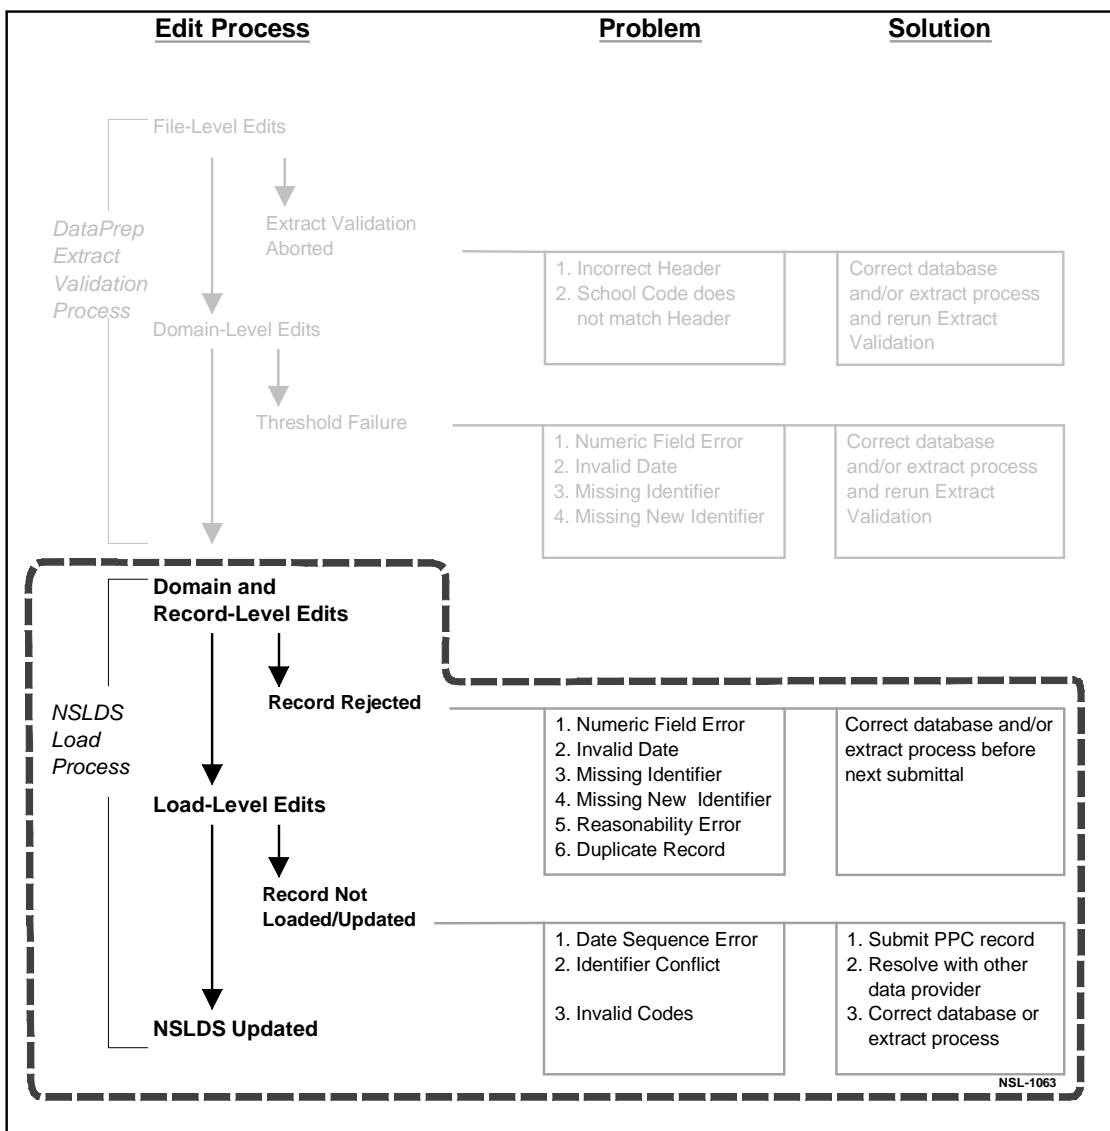 Edit Process
Problem
Solution
File-Level Edits
DataPrep
Extract
Validation
Process
Extract Validation
Aborted
1. Incorrect Header
2. School Code does
not match Header
Correct database
and/or extract process
and rerun Extract
Validation
Domain-Level Edits
Threshold Failure
1. Numeric Field Error
2. Invalid Date
3. Missing Identifier
4. Missing New Identifier
Correct database
and/or extract process
and rerun Extract
Validation
Domain and
Record-Level Edits
NSLDS
Load
Process
Record Rejected
1. Numeric Field Error
2. Invalid Date
3. Missing Identifier
4. Missing New  Identifier
5. Reasonability Error
6. Duplicate Record
Correct database and/or
extract process before
next submittal
Load-Level Edits
Record Not
Loaded/Updated
1. Date Sequence Error
2. Identifier Conflict
3. Invalid Codes
1. Submit PPC record
2. Resolve with other
data provider
3. Correct database or
extract process
NSLDS Updated
NSL-1063